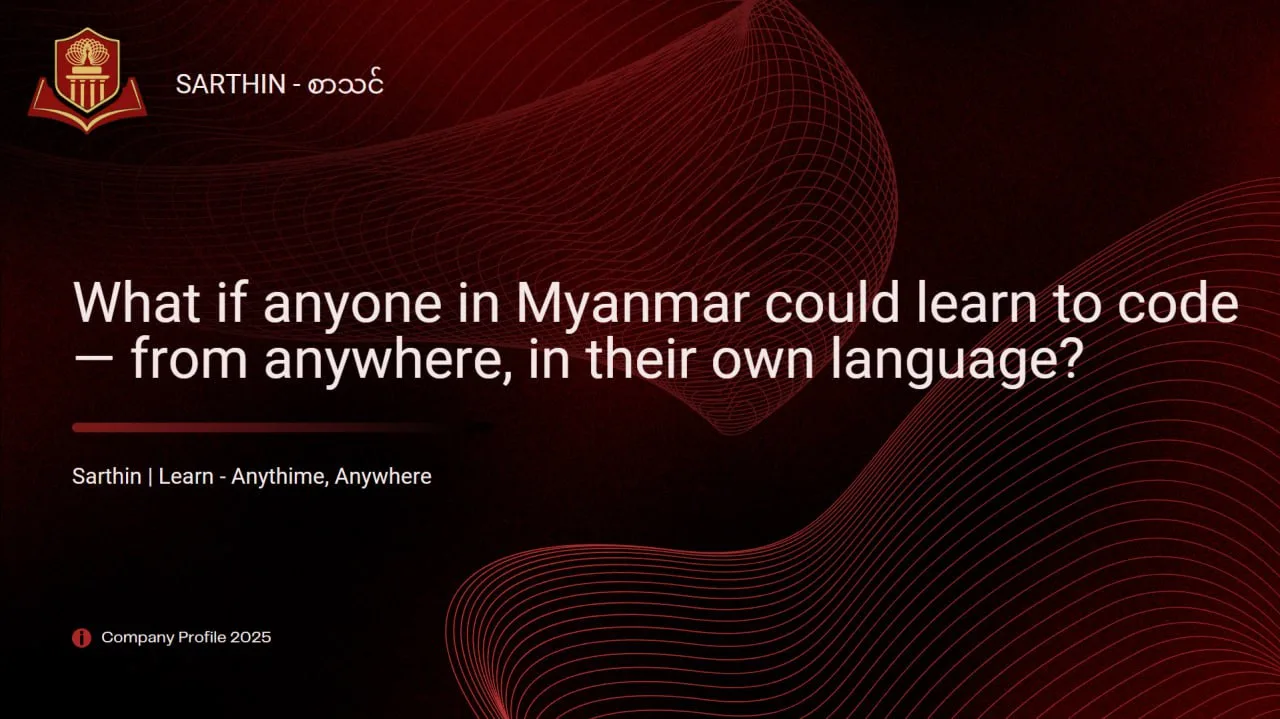 SARTHIN - စာသင်
What if anyone in Myanmar could learn to code
— from anywhere, in their own language?
Sarthin | Learn - Anythime, Anywhere
Company Profile 2025